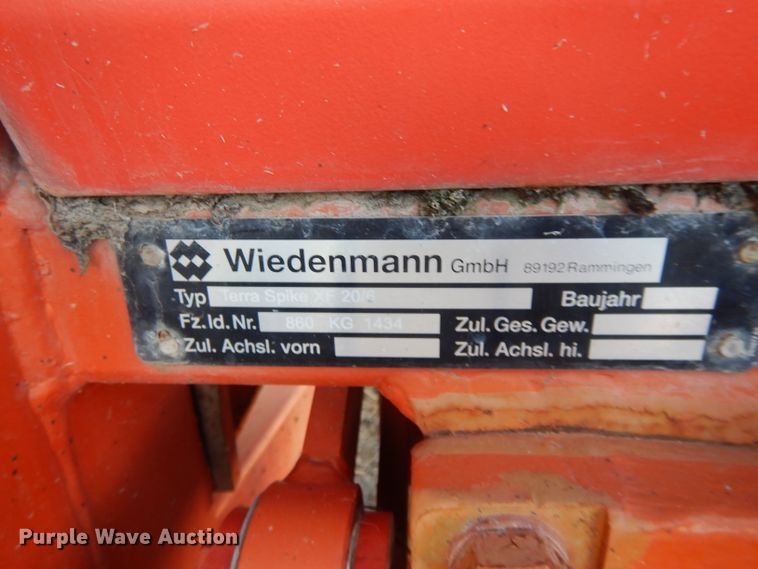 Wiedenmann GmbH 89192 Rammingen
Typ Terra Spike XF 20/6 Baujahr
Fz.Id.Nr. 860 KG 1434 Zul. Ges. Gew.
Zul. Achsl. vorn Zul. Achsl. hi.
Purple Wave Auction